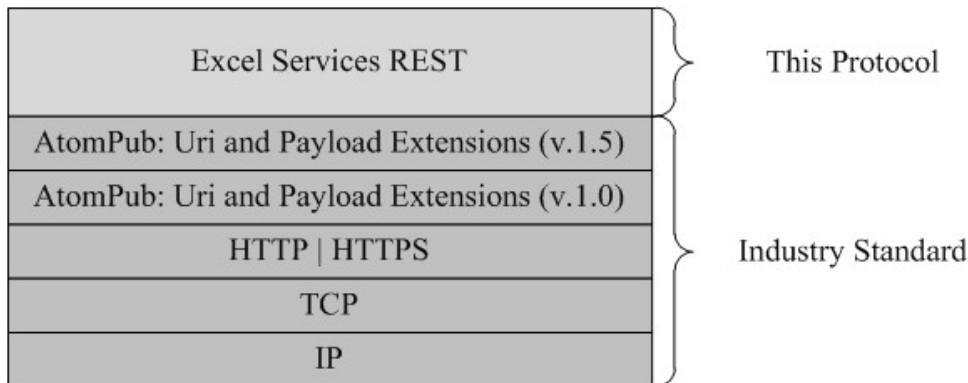 Excel Services REST
This Protocol
AtomPub: Uri and Payload Extensions (v.1.5)
AtomPub: Uri and Payload Extensions (v.1.0)
HTTP | HTTPS
Industry Standard
TCP
IP